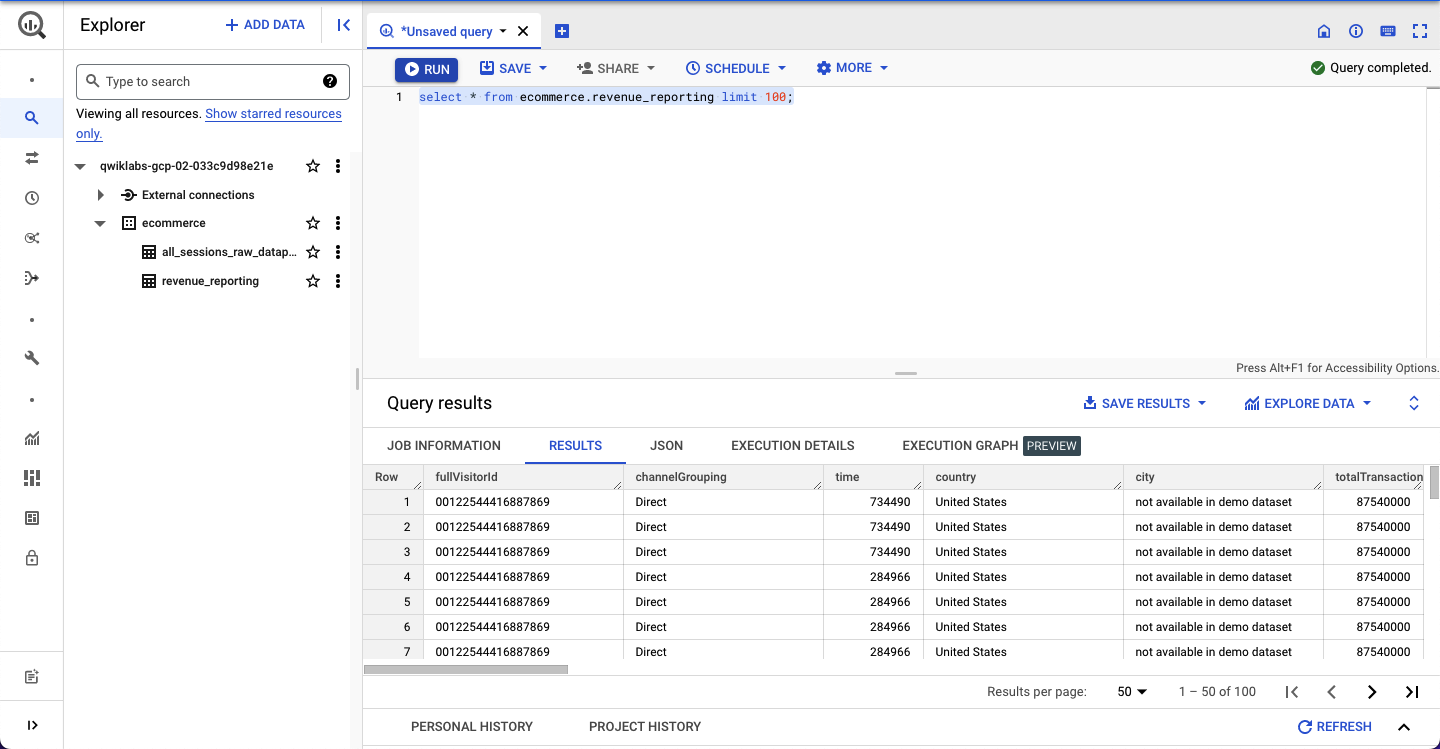 Explorer
+ ADD DATA
*Unsaved query
Type to search
Viewing all resources. Show starred resources
only.
qwiklabs-gcp-02-033c9d98e21e
External connections
ecommerce
all_sessions_raw_datap...
revenue_reporting
RUN
SAVE
SHARE
SCHEDULE
MORE
Query completed.
1 select * from ecommerce.revenue_reporting limit 100;
Press Alt+F1 for Accessibility Options.
Query results
SAVE RESULTS
EXPLORE DATA
JOB INFORMATION
RESULTS
JSON
EXECUTION DETAILS
EXECUTION GRAPH PREVIEW
Row fullVisitorId channelGrouping time country city totalTransaction
1 00122544416887869 Direct 734490 United States not available in demo dataset 87540000
2 00122544416887869 Direct 734490 United States not available in demo dataset 87540000
3 00122544416887869 Direct 734490 United States not available in demo dataset 87540000
4 00122544416887869 Direct 284966 United States not available in demo dataset 87540000
5 00122544416887869 Direct 284966 United States not available in demo dataset 87540000
6 00122544416887869 Direct 284966 United States not available in demo dataset 87540000
7 00122544416887869 Direct 284966 United States not available in demo dataset 87540000
Results per page: 50 1 – 50 of 100
PERSONAL HISTORY
PROJECT HISTORY
REFRESH